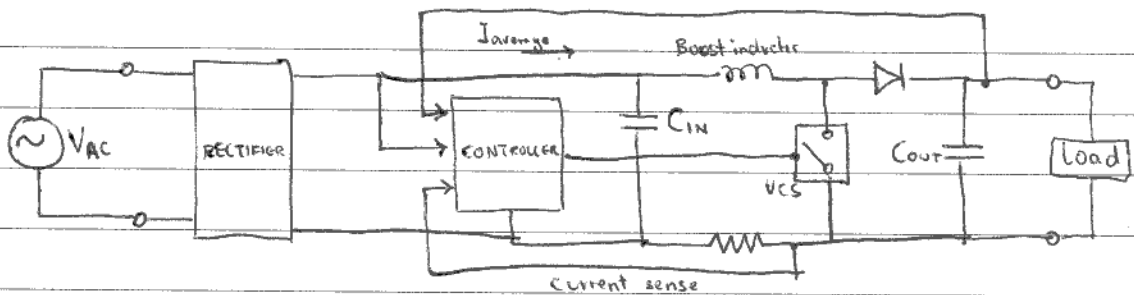 Iaverage
Boost inductor
VAC
RECTIFIER
CONTROLLER
CIN
VCS
COUT
Load
Current sense